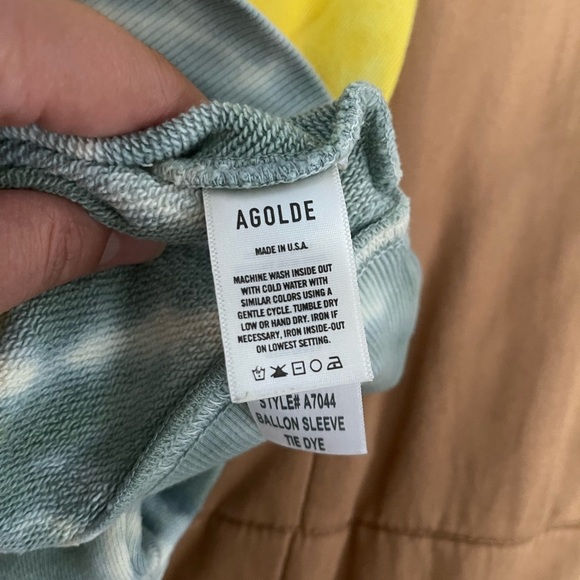 AGOLDE
MADE IN U.S.A.
MACHINE WASH INSIDE OUT
WITH COLD WATER WITH
SIMILAR COLORS USING A
GENTLE CYCLE. TUMBLE DRY
LOW OR HAND DRY. IRON IF
NECESSARY, IRON INSIDE-OUT
ON LOWEST SETTING.
STYLE# A7044
BALLON SLEEVE
TIE DYE